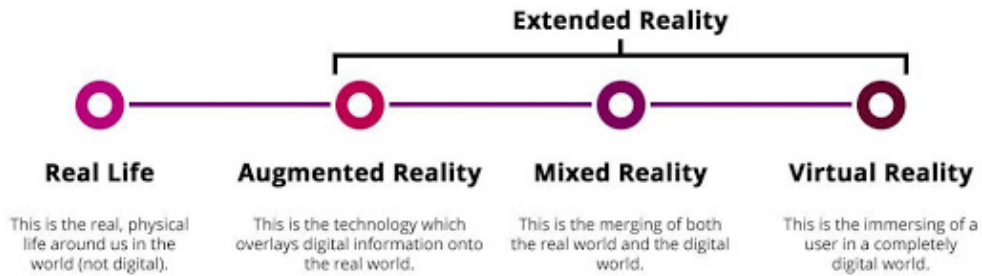 Extended Reality
Real Life
This is the real, physical
life around us in the
world (not digital).
Augmented Reality
This is the technology which
overlays digital information onto
the real world.
Mixed Reality
This is the merging of both
the real world and the digital
world.
Virtual Reality
This is the immersing of a
user in a completely
digital world.